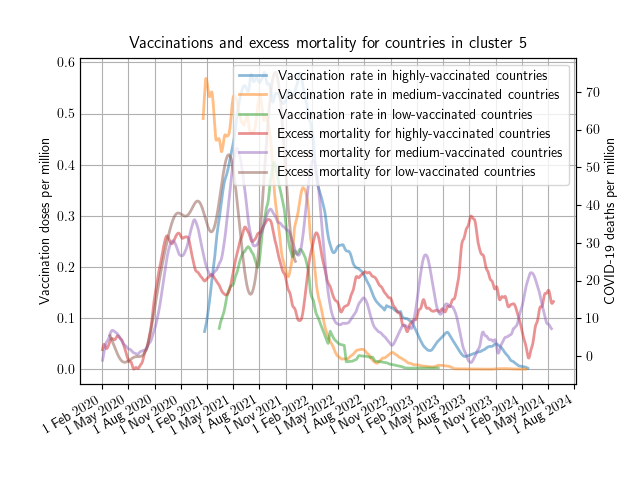 Vaccinations and excess mortality for countries in cluster 5
Vaccination rate in highly-vaccinated countries
Vaccination rate in medium-vaccinated countries
Vaccination rate in low-vaccinated countries
Excess mortality for highly-vaccinated countries
Excess mortality for medium-vaccinated countries
Excess mortality for low-vaccinated countries
Vaccination doses per million
0.6
0.5
0.4
0.3
0.2
0.1
0.0
COVID-19 deaths per million
70
60
50
40
30
20
10
0
1 Feb 2020
1 May 2020
1 Aug 2020
1 Nov 2020
1 Feb 2021
1 May 2021
1 Aug 2021
1 Nov 2021
1 Feb 2022
1 May 2022
1 Aug 2022
1 Nov 2022
1 Feb 2023
1 May 2023
1 Aug 2023
1 Nov 2023
1 Feb 2024
1 May 2024
1 Aug 2024